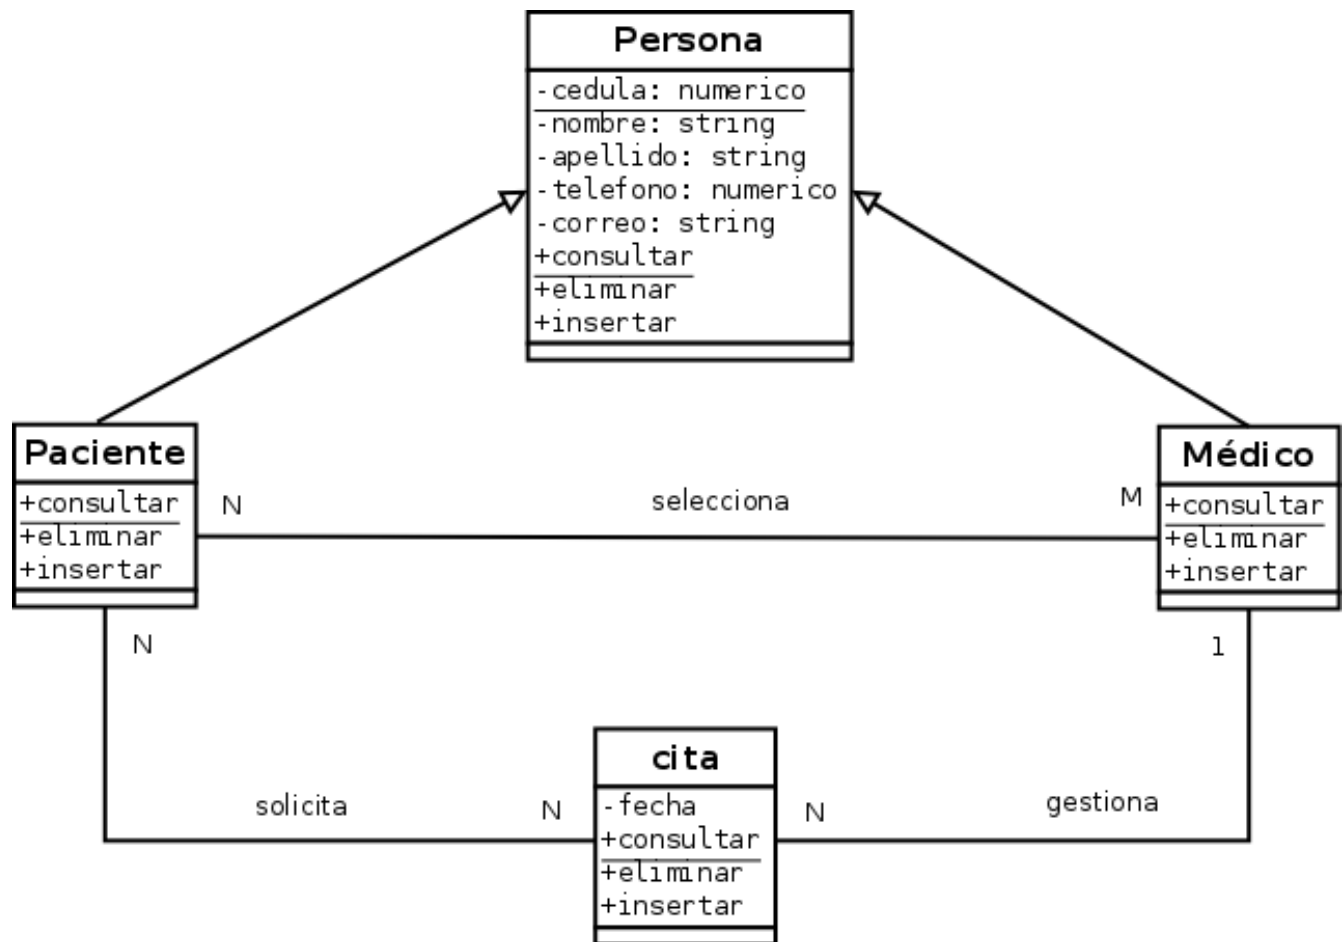 Persona
-cedula: numerico
-nombre: string
-apellido: string
-telefono: numerico
-correo: string
+consultar
+eliminar
+insertar
Paciente
+consultar
+eliminar
+insertar
N
selecciona
M
Médico
+consultar
+eliminar
+insertar
N
1
solicita
N
cita
-fecha
+consultar
+eliminar
+insertar
N
gestiona